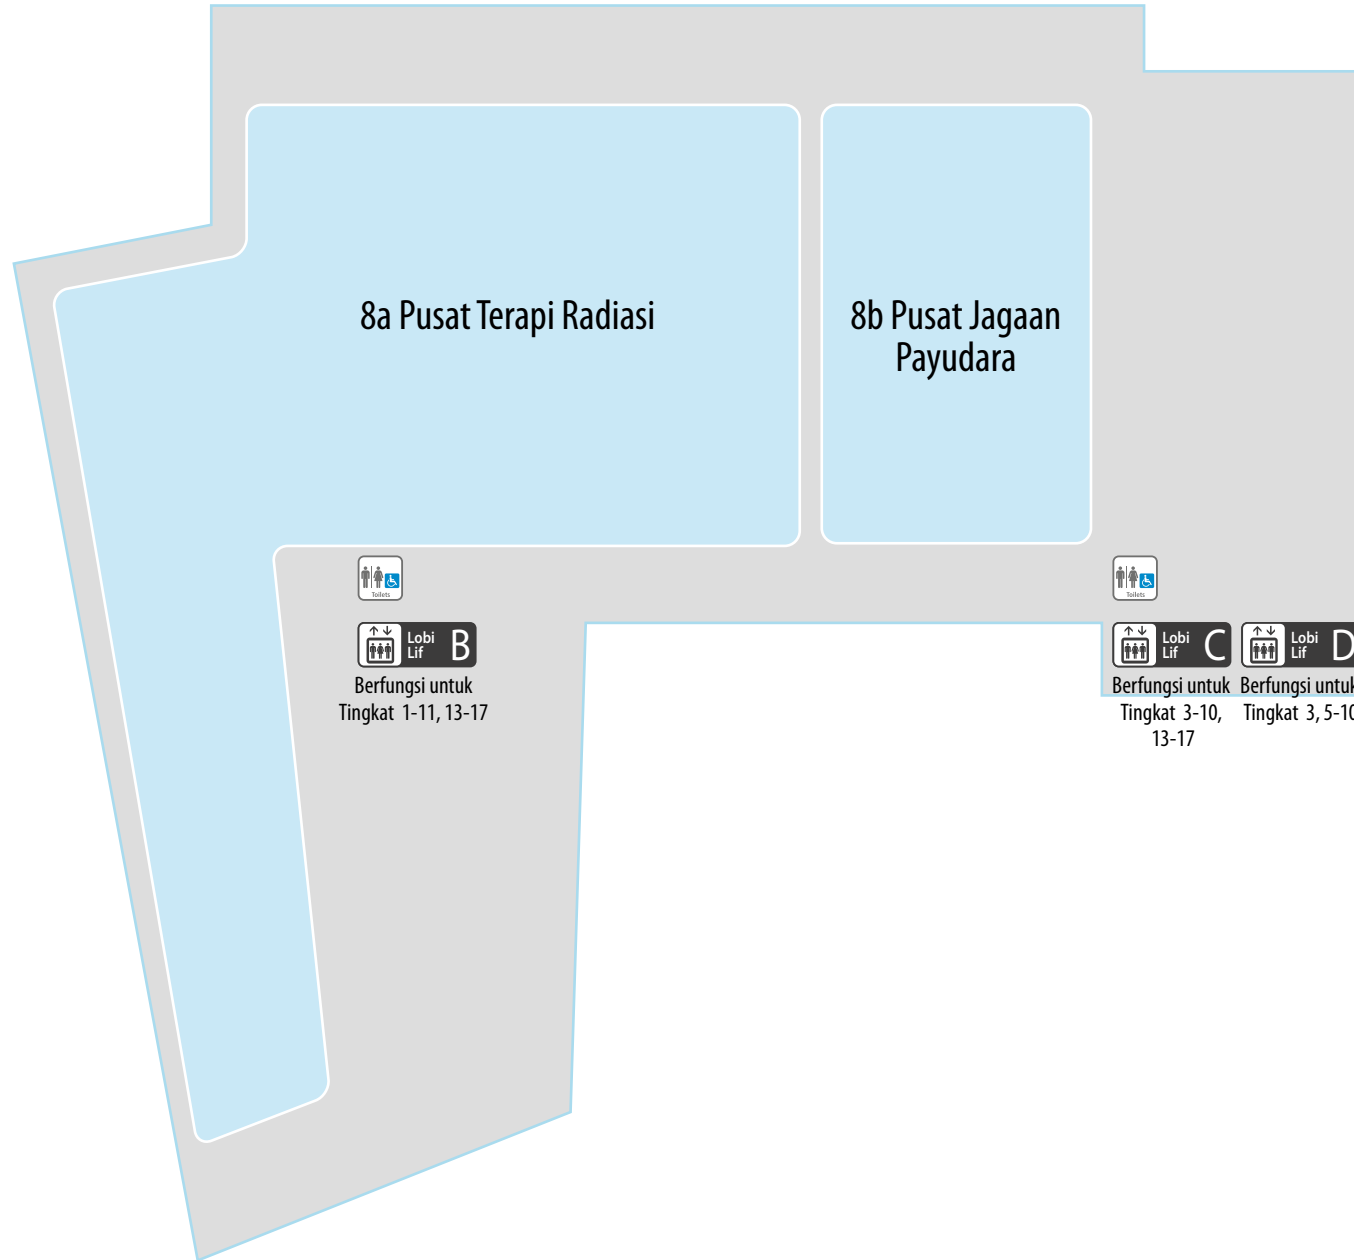 8a Pusat Terapi Radiasi
8b Pusat Jagaan
Payudara
Toilets
Toilets
Lobi
Lif
B
Berfungsi untuk
Tingkat 1-11, 13-17
Lobi
Lif
C
Berfungsi untuk
Tingkat 3-10,
13-17
Lobi
Lif
D
Berfungsi untuk
Tingkat 3, 5-10